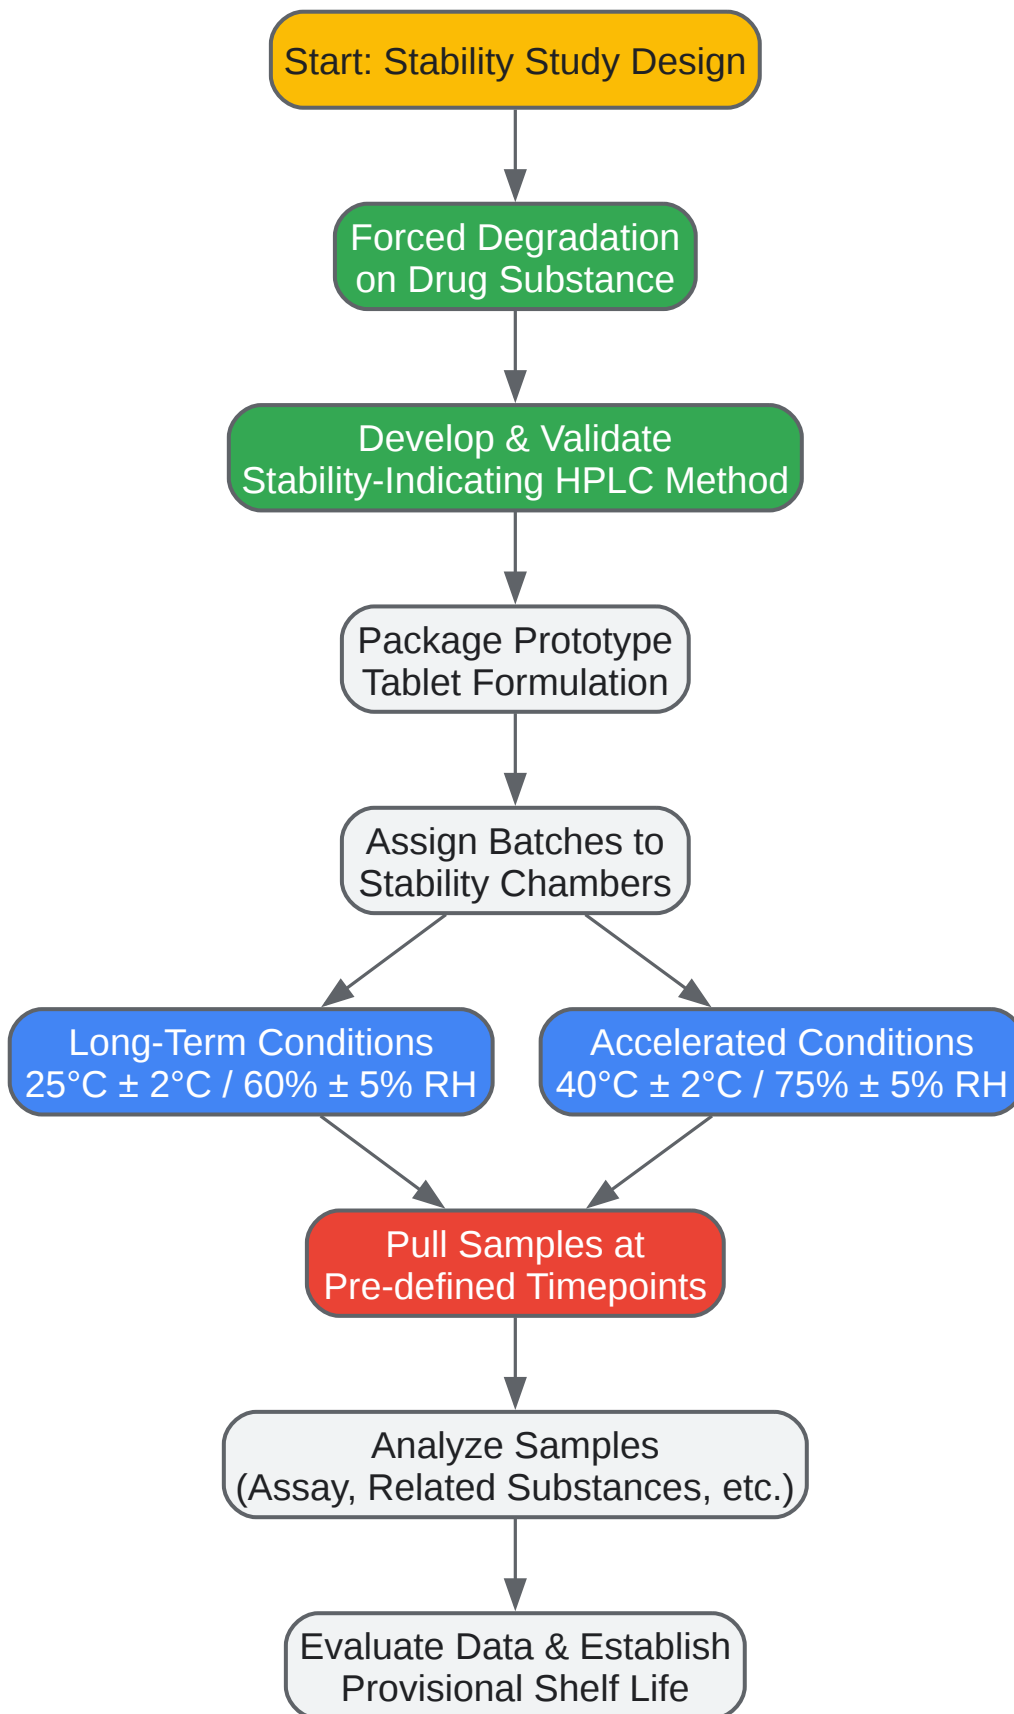 Start: Stability Study Design
Forced Degradation
on Drug Substance
Develop & Validate
Stability-Indicating HPLC Method
Package Prototype
Tablet Formulation
Assign Batches to
Stability Chambers
Long-Term Conditions
25°C ± 2°C / 60% ± 5% RH
Accelerated Conditions
40°C ± 2°C / 75% ± 5% RH
Pull Samples at
Pre-defined Timepoints
Analyze Samples
(Assay, Related Substances, etc.)
Evaluate Data & Establish
Provisional Shelf Life